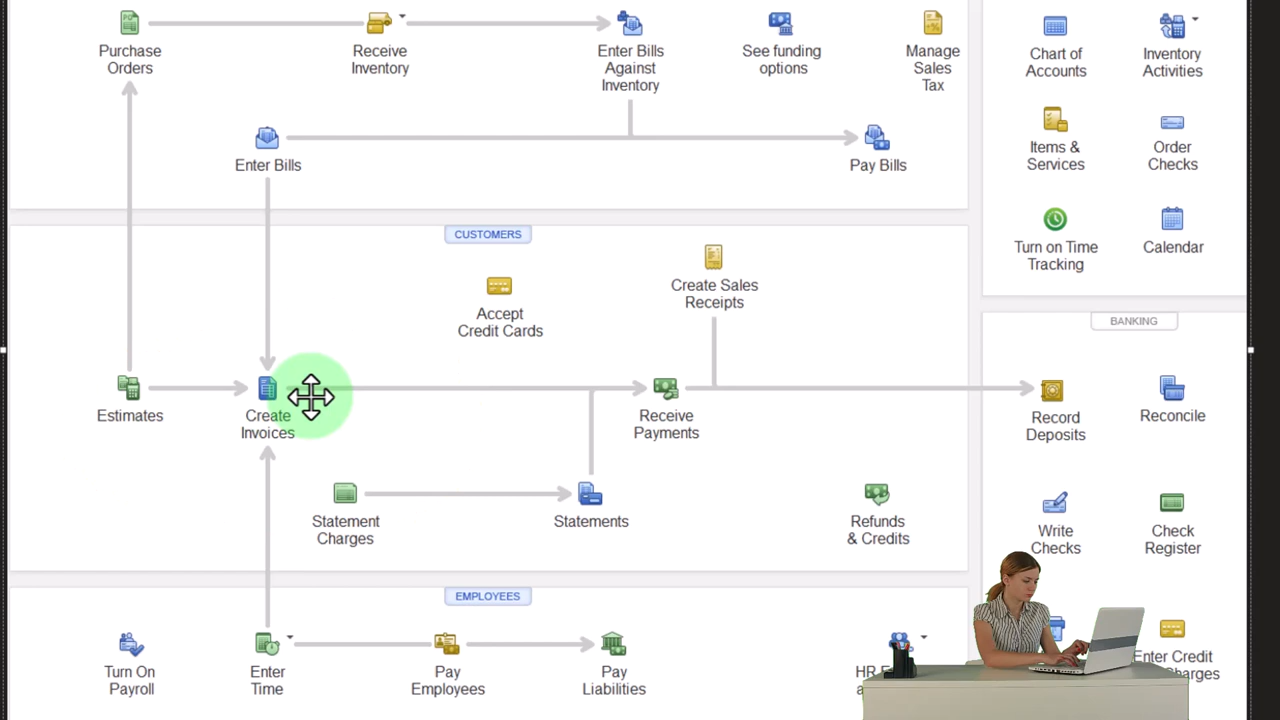 Purchase
Orders
Receive
Inventory
Enter Bills
Against
Inventory
See funding
options
Manage
Sales
Tax
Chart of
Accounts
Inventory
Activities
Enter Bills
Pay Bills
Items &
Services
Order
Checks
Turn on Time
Tracking
Calendar
CUSTOMERS
Accept
Credit Cards
Create Sales
Receipts
BANKING
Estimates
Create
Invoices
Receive
Payments
Record
Deposits
Reconcile
Statement
Charges
Statements
Refunds
& Credits
Write
Checks
Check
Register
EMPLOYEES
Turn On
Payroll
Enter
Time
Pay
Employees
Pay
Liabilities
HR
Enter Credit